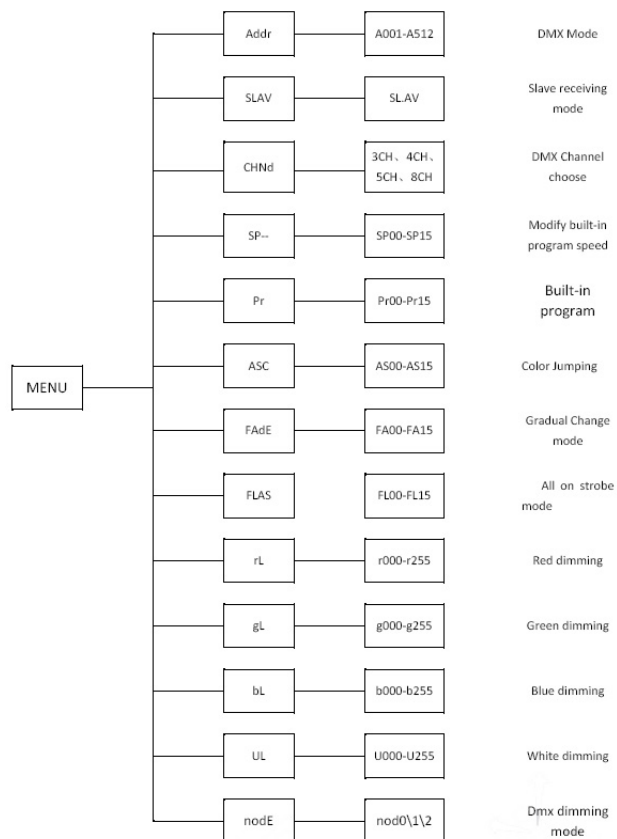 Addr A001-A512 DMX Mode
SLAV SL.AV Slave receiving
mode
CHNd 3CH、4CH、 DMX Channel
5CH、8CH choose
SP-- SP00-SP15 Modify built-in
program speed
Pr Pr00-Pr15 Built-in
program
MENU
ASC AS00-AS15 Color Jumping
FAdE FA00-FA15 Gradual Change
mode
FLAS FL00-FL15 All on strobe
mode
rL r000-r255 Red dimming
gL g000-g255 Green dimming
bL b000-b255 Blue dimming
UL U000-U255 White dimming
nodE nod0\1\2 Dmx dimming
mode